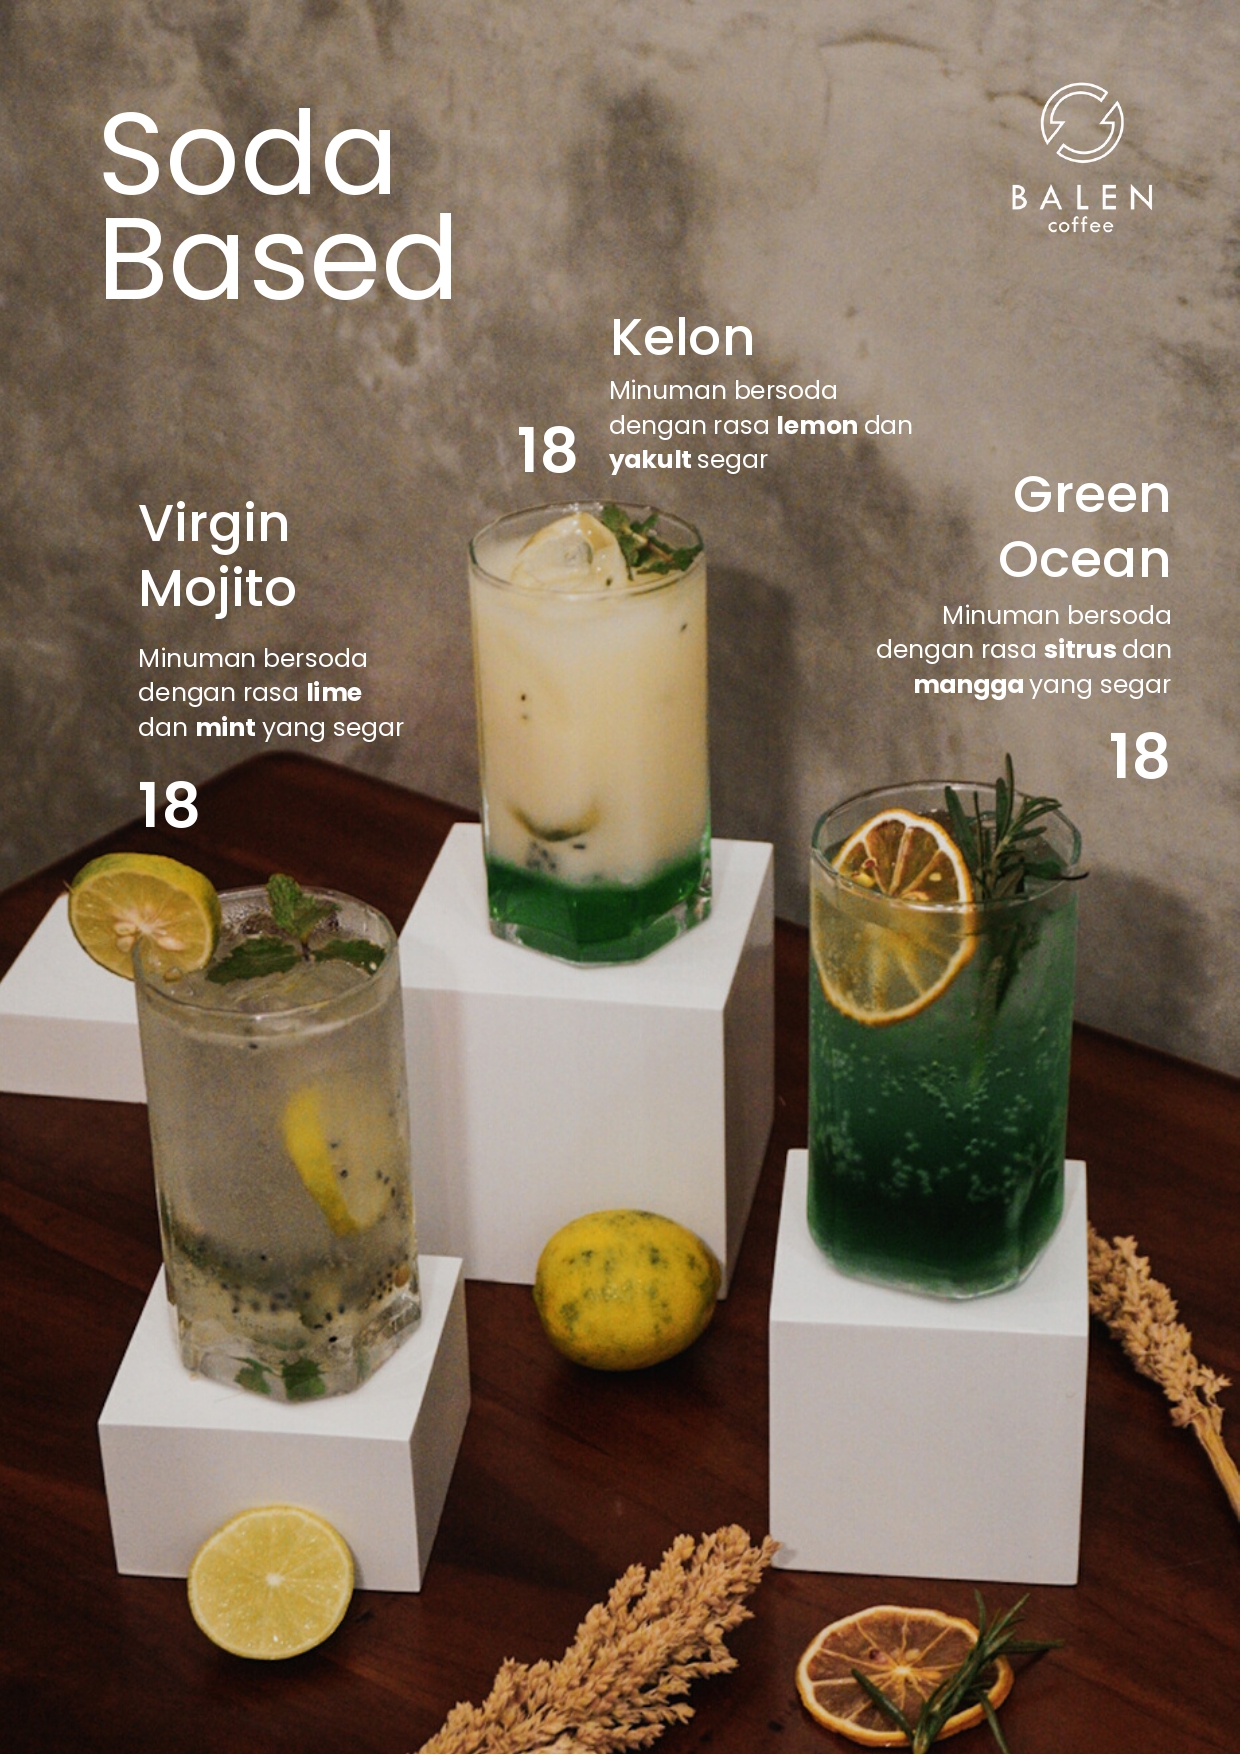 Soda
Based
BALEN
coffee
Kelon
Minuman bersoda
dengan rasa lemon dan
yakult segar
18
Virgin
Mojito
Minuman bersoda
dengan rasa lime
dan mint yang segar
18
Green
Ocean
Minuman bersoda
dengan rasa sitrus dan
mangga yang segar
18